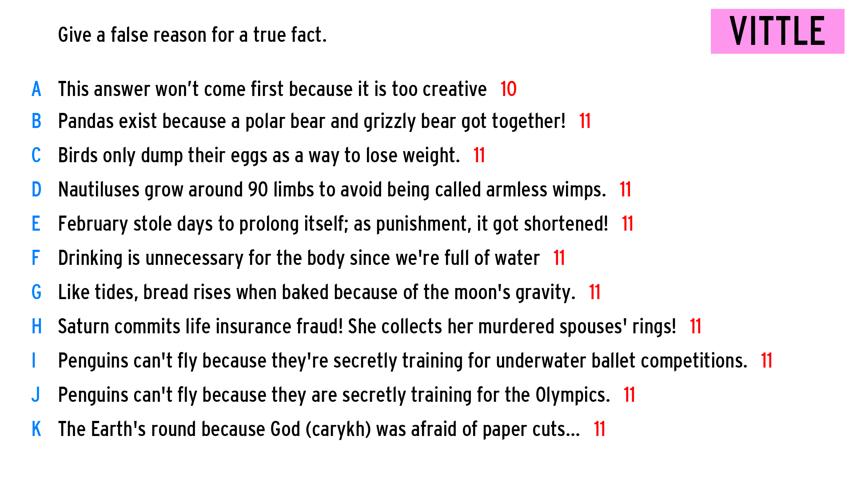 Give a false reason for a true fact.
VITTLE
A This answer won’t come first because it is too creative 10
B Pandas exist because a polar bear and grizzly bear got together! 11
C Birds only dump their eggs as a way to lose weight. 11
D Nautiluses grow around 90 limbs to avoid being called armless wimps. 11
E February stole days to prolong itself; as punishment, it got shortened! 11
F Drinking is unnecessary for the body since we're full of water 11
G Like tides, bread rises when baked because of the moon's gravity. 11
H Saturn commits life insurance fraud! She collects her murdered spouses' rings! 11
I Penguins can't fly because they're secretly training for underwater ballet competitions. 11
J Penguins can't fly because they are secretly training for the Olympics. 11
K The Earth's round because God (carykh) was afraid of paper cuts... 11